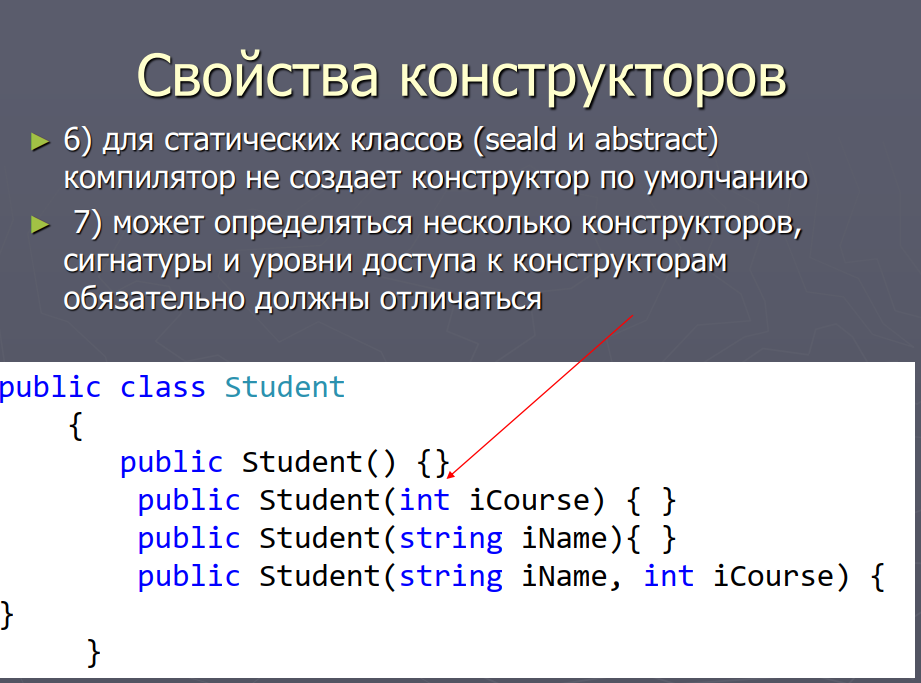 Свойства конструкторов
6) для статических классов (seald и abstract)
компилятор не создает конструктор по умолчанию
7) может определяться несколько конструкторов,
сигнатуры и уровни доступа к конструкторам
обязательно должны отличаться
public class Student
{
public Student() {}
public Student(int iCourse) { }
public Student(string iName){ }
public Student(string iName, int iCourse) {
}
}